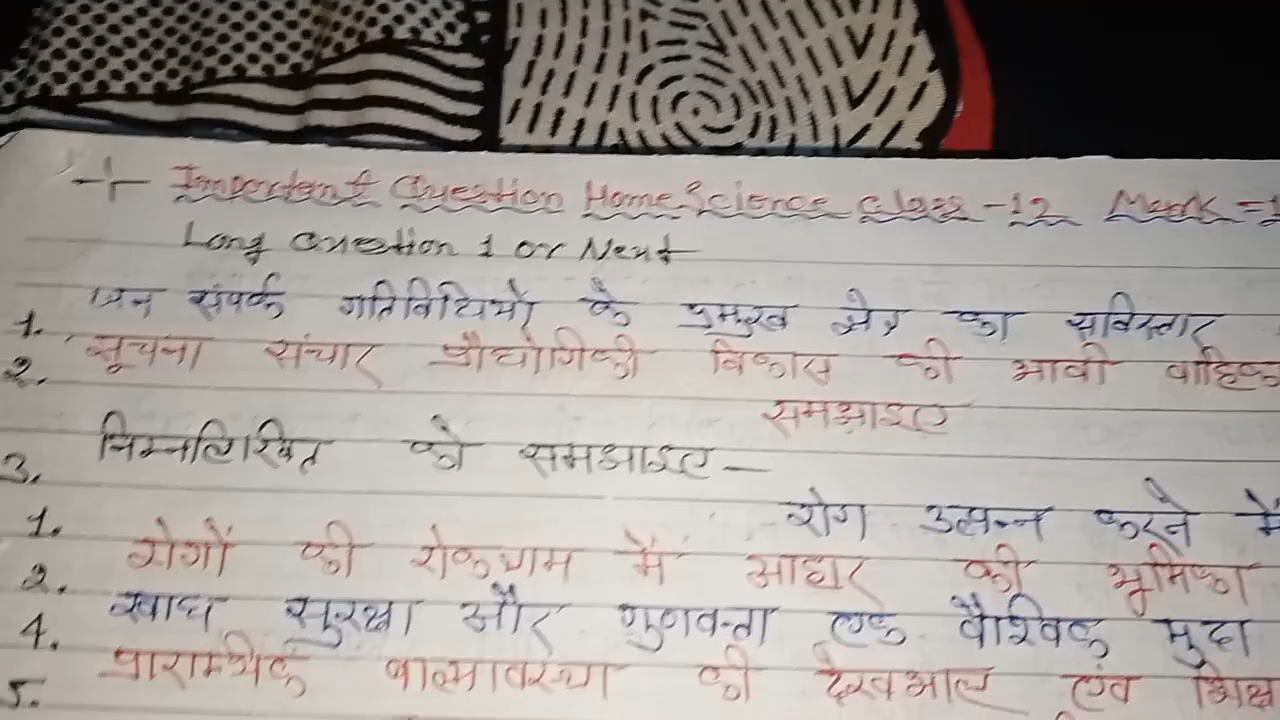 Important Question Home Science Class -12 Mark =1
Long Question 1 or Next
1. जन संपर्क गतिविधियो के प्रमुख क्षेत्र का सविस्तार
2. सूचना संचार प्रौद्योगिकी विकास की भावी
समझाइए
3. निम्नलिखित को समझाइए –
1. रोग उत्पन्न करने में
2. रोगों की रोकथाम में आहार की भूमिका
4. खाद्य सुरक्षा और गुणवत्ता एक वैश्विक मुद्दा
5. प्रारम्भिक बाल्यावस्था की देखभाल एंव